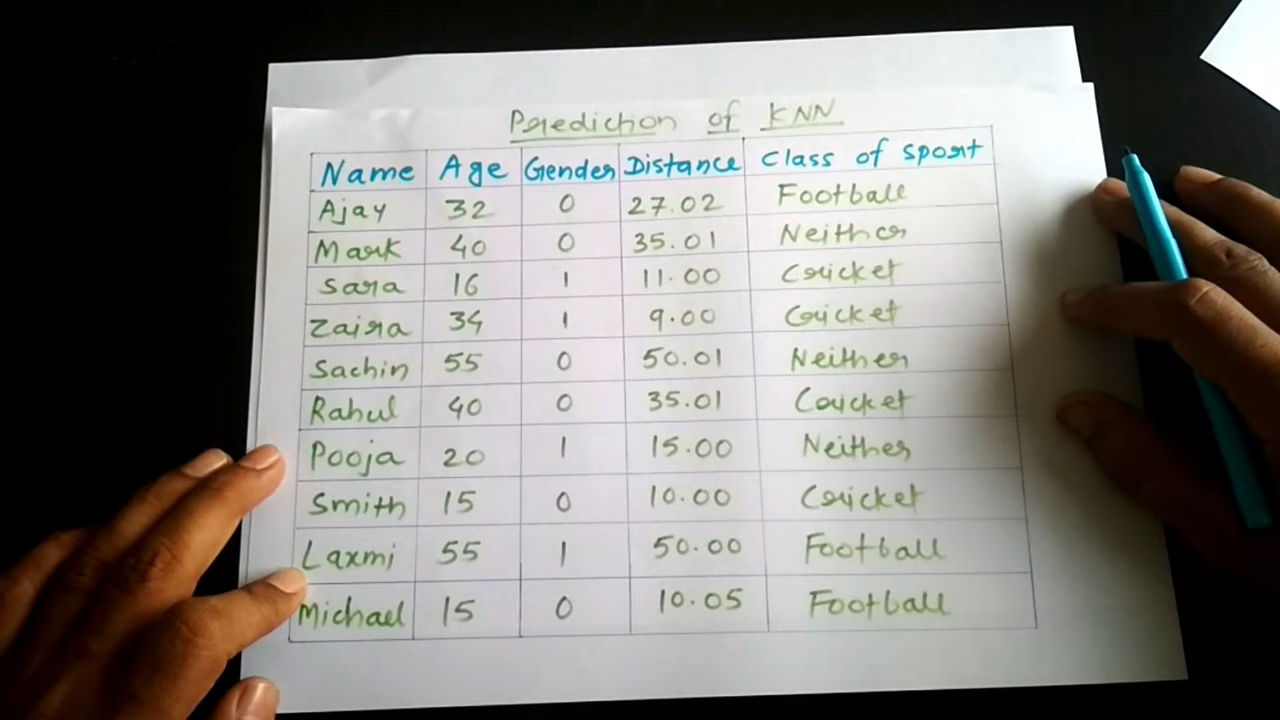 Prediction of KNN
Name Age Gender Distance Class of sport
Ajay 32 0 27.02 Football
Mark 40 0 35.01 Neither
Sara 16 1 11.00 Cricket
Zaira 34 1 9.00 Cricket
Sachin 55 0 50.01 Neither
Rahul 40 0 35.01 Cricket
Pooja 20 1 15.00 Neither
Smith 15 0 10.00 Cricket
Laxmi 55 1 50.00 Football
Michael 15 0 10.05 Football